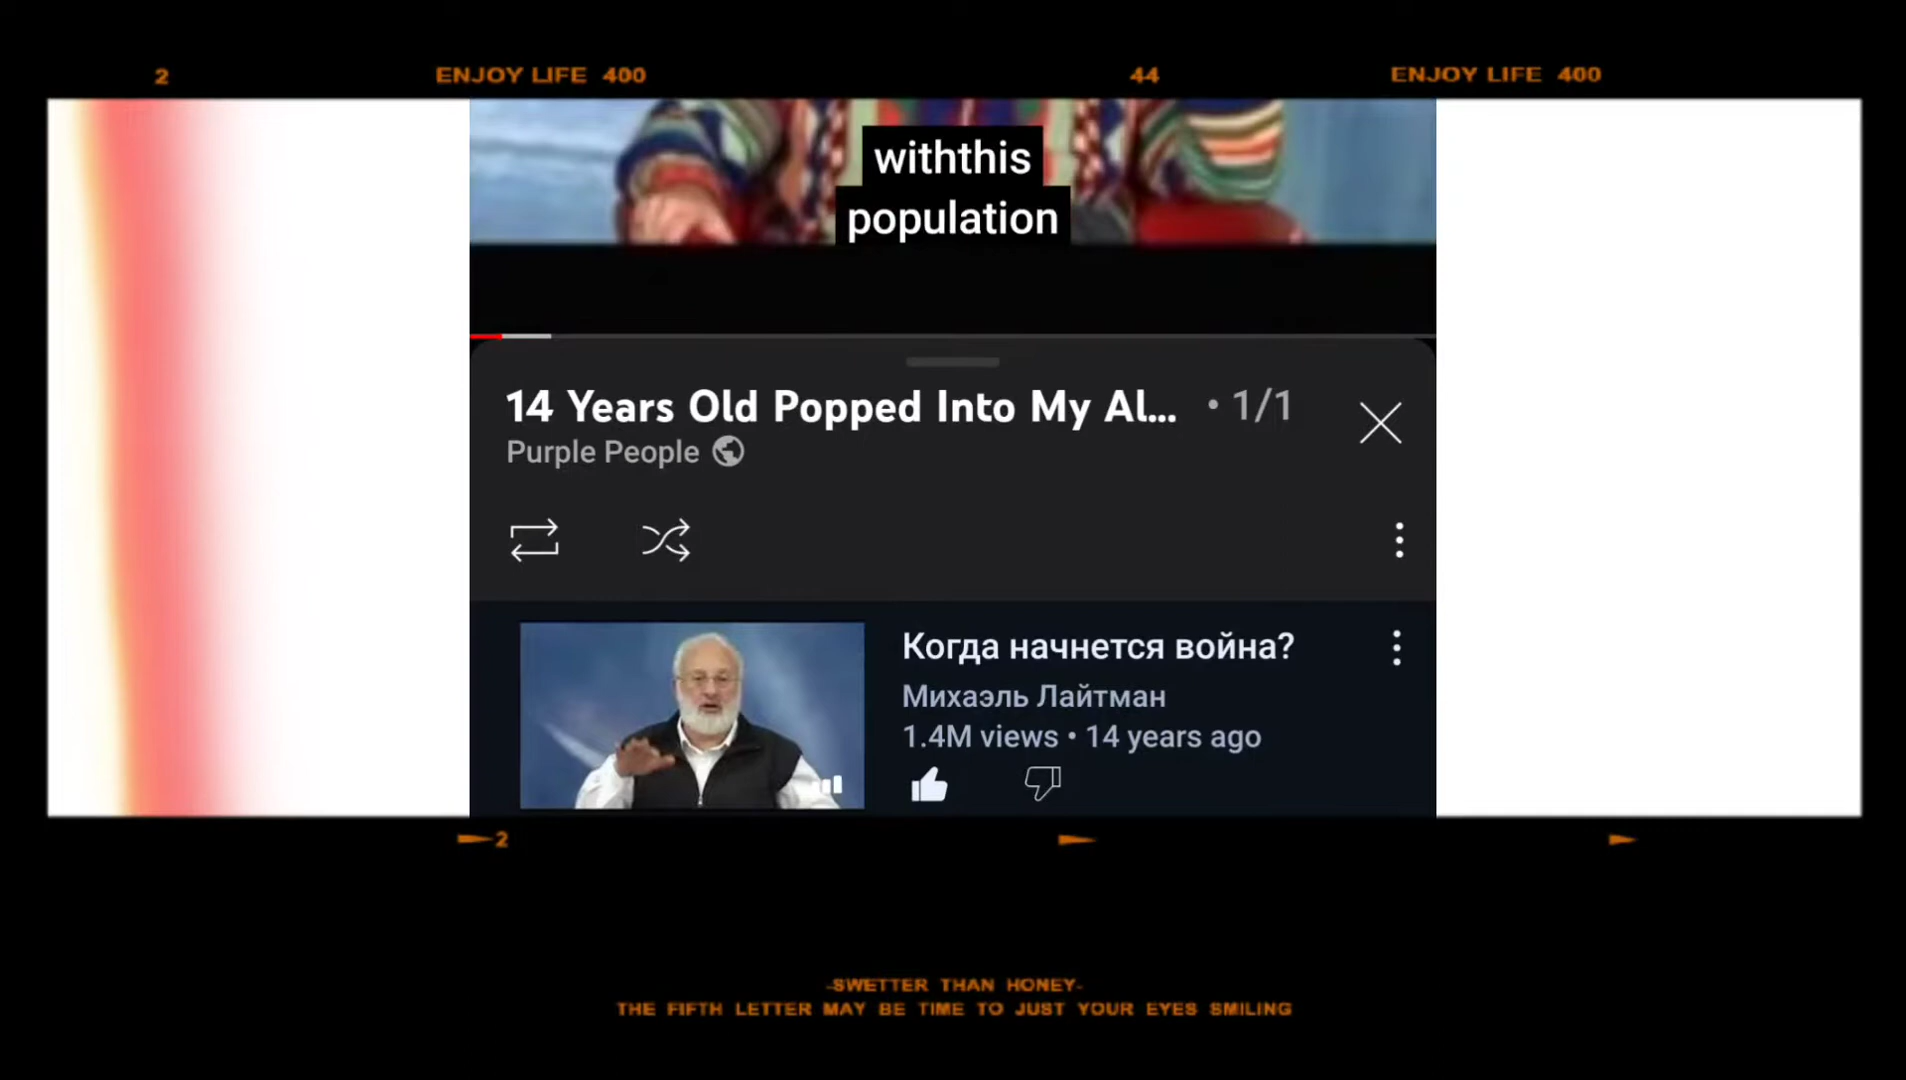 2 ENJOY LIFE 400 44 ENJOY LIFE 400
withthis
population
14 Years Old Popped Into My Al... • 1/1
Purple People
Когда начнется война?
Михаэль Лайтман
1.4M views • 14 years ago
2
-SWETTER THAN HONEY-
THE FIFTH LETTER MAY BE TIME TO JUST YOUR EYES SMILING